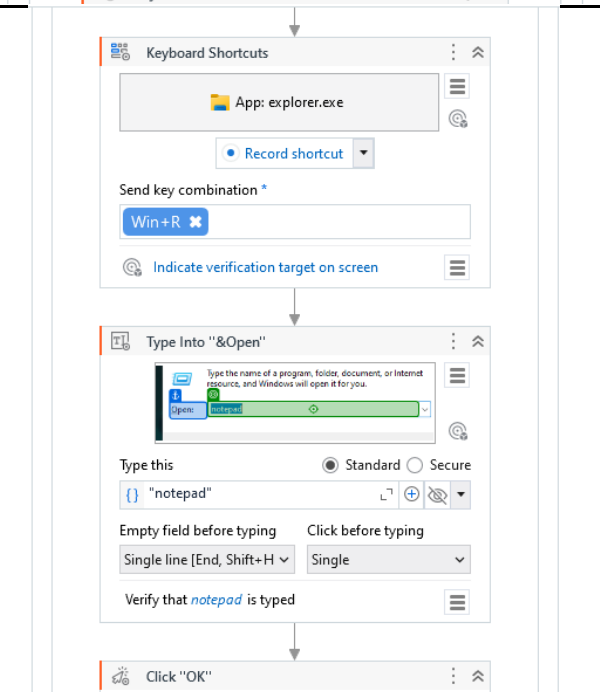 Keyboard Shortcuts
App: explorer.exe
Record shortcut
Send key combination *
Win+R
Indicate verification target on screen
Type Into "&Open"
Type the name of a program, folder, document, or Internet
resource, and Windows will open it for you.
Open: notepad
Type this Standard Secure
{} "notepad"
Empty field before typing Click before typing
Single line [End, Shift+H Single
Verify that notepad is typed
Click "OK"